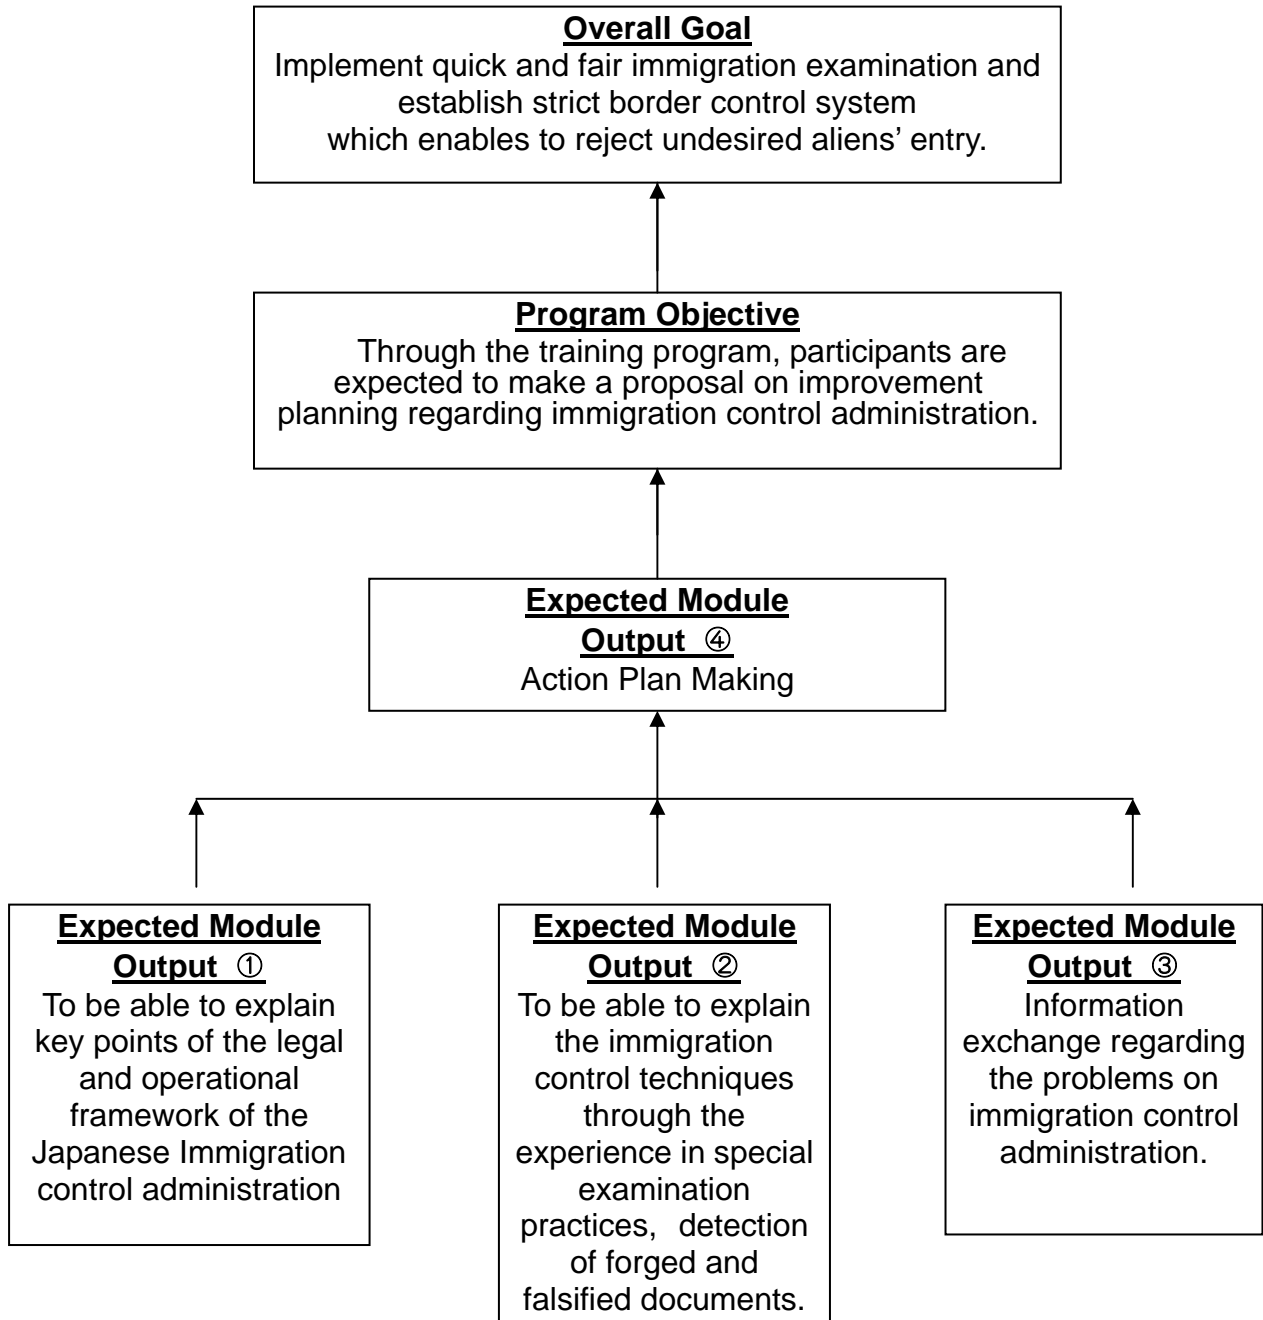 Overall Goal
Implement quick and fair immigration examination and
establish strict border control system
which enables to reject undesired aliens’ entry.
Program Objective
Through the training program, participants are
expected to make a proposal on improvement
planning regarding immigration control administration.
Expected Module
Output ④
Action Plan Making
Expected Module
Output ①
To be able to explain
key points of the legal
and operational
framework of the
Japanese Immigration
control administration
Expected Module
Output ②
To be able to explain
the immigration
control techniques
through the
experience in special
examination
practices, detection
of forged and
falsified documents.
Expected Module
Output ③
Information
exchange regarding
the problems on
immigration control
administration.